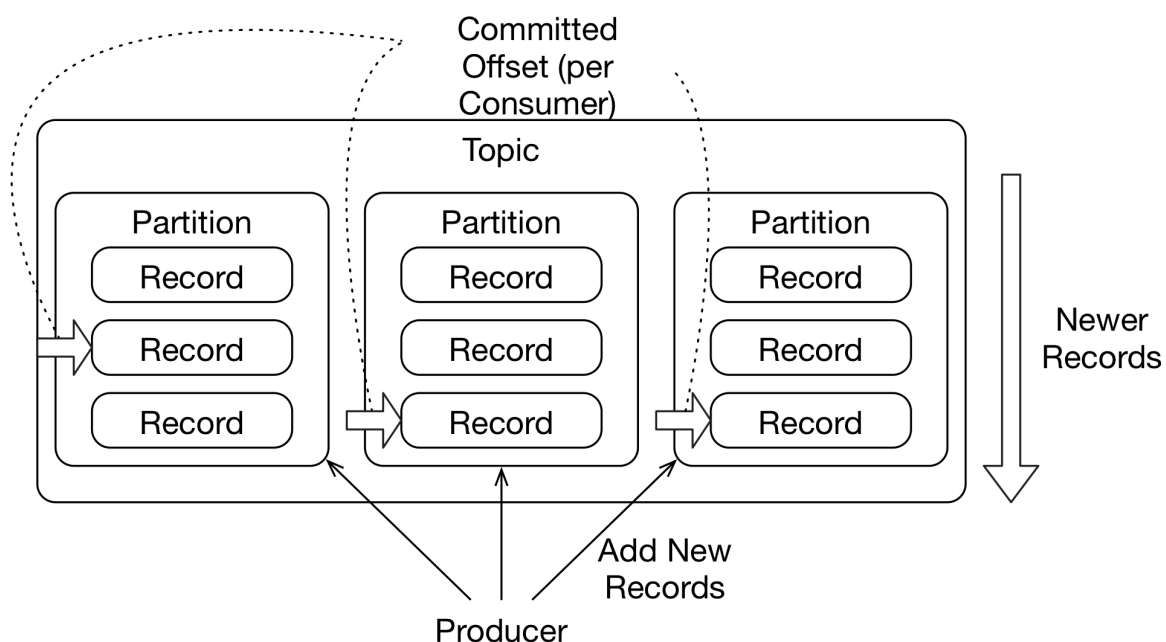 Committed
Offset (per
Consumer)
Topic
Partition
Record
Record
Record
Partition
Record
Record
Record
Partition
Record
Record
Record
Newer
Records
Add New
Records
Producer